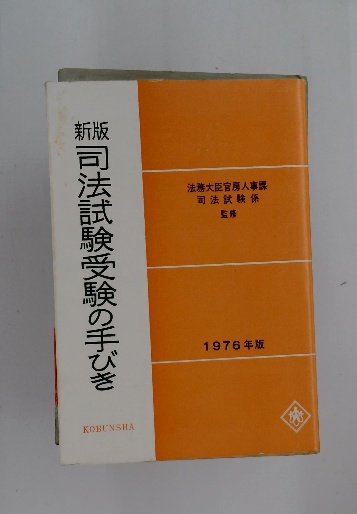 新版
司法試験受験の手びき
KOBUNSHA
法務大臣官房人事課
司法試験係
監修
1976年版